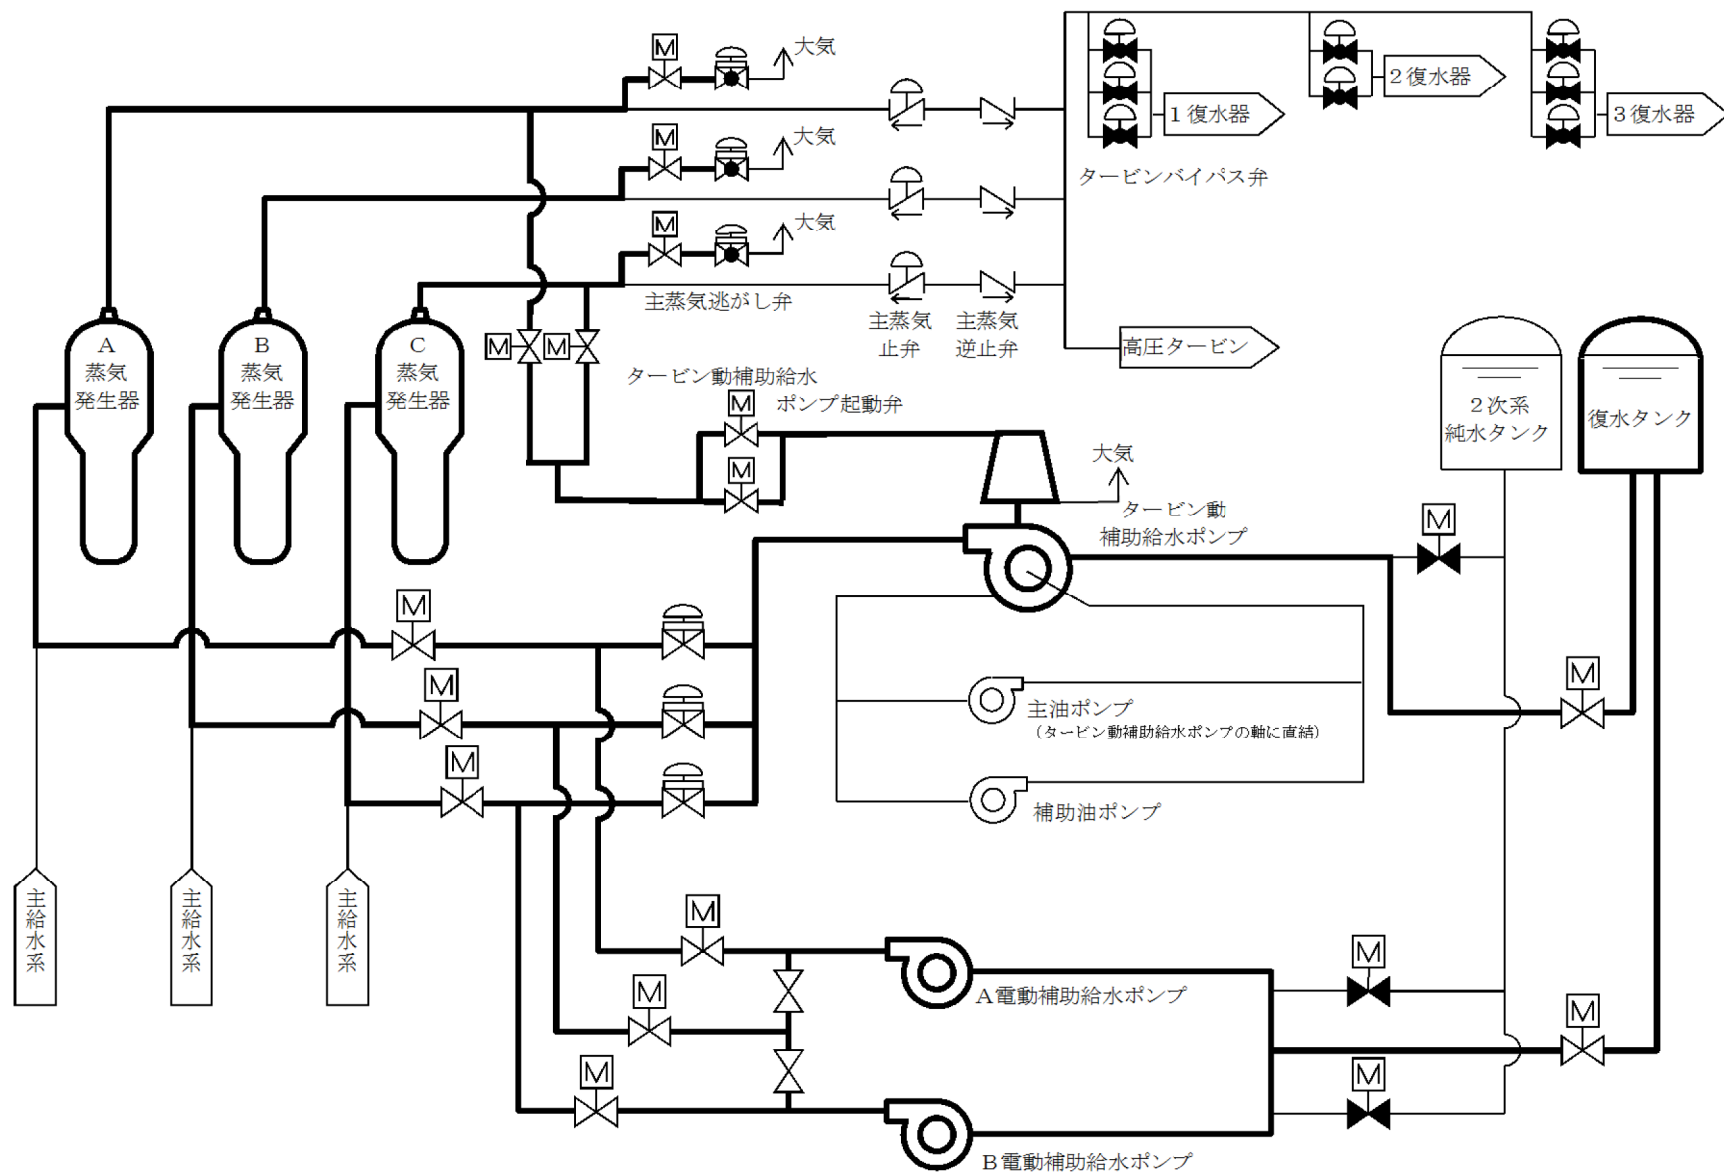 M
大気
M
大気
M
大気
1復水器
2復水器
3復水器
タービンバイパス弁
主蒸気逃がし弁
主蒸気
止弁
主蒸気
逆止弁
高圧タービン
A
蒸気
発生器
B
蒸気
発生器
C
蒸気
発生器
M
M
タービン動補助給水
ポンプ起動弁
M
M
大気
タービン動
補助給水ポンプ
2次系
純水タンク
復水タンク
M
M
M
M
M
主油ポンプ
(タービン動補助給水ポンプの軸に直結)
補助油ポンプ
主給水系
主給水系
主給水系
M
M
M
A電動補助給水ポンプ
B電動補助給水ポンプ
M
M
M